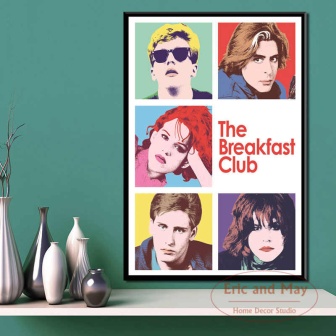 The
Breakfast
Club
Eric and May
Home Decor Studio